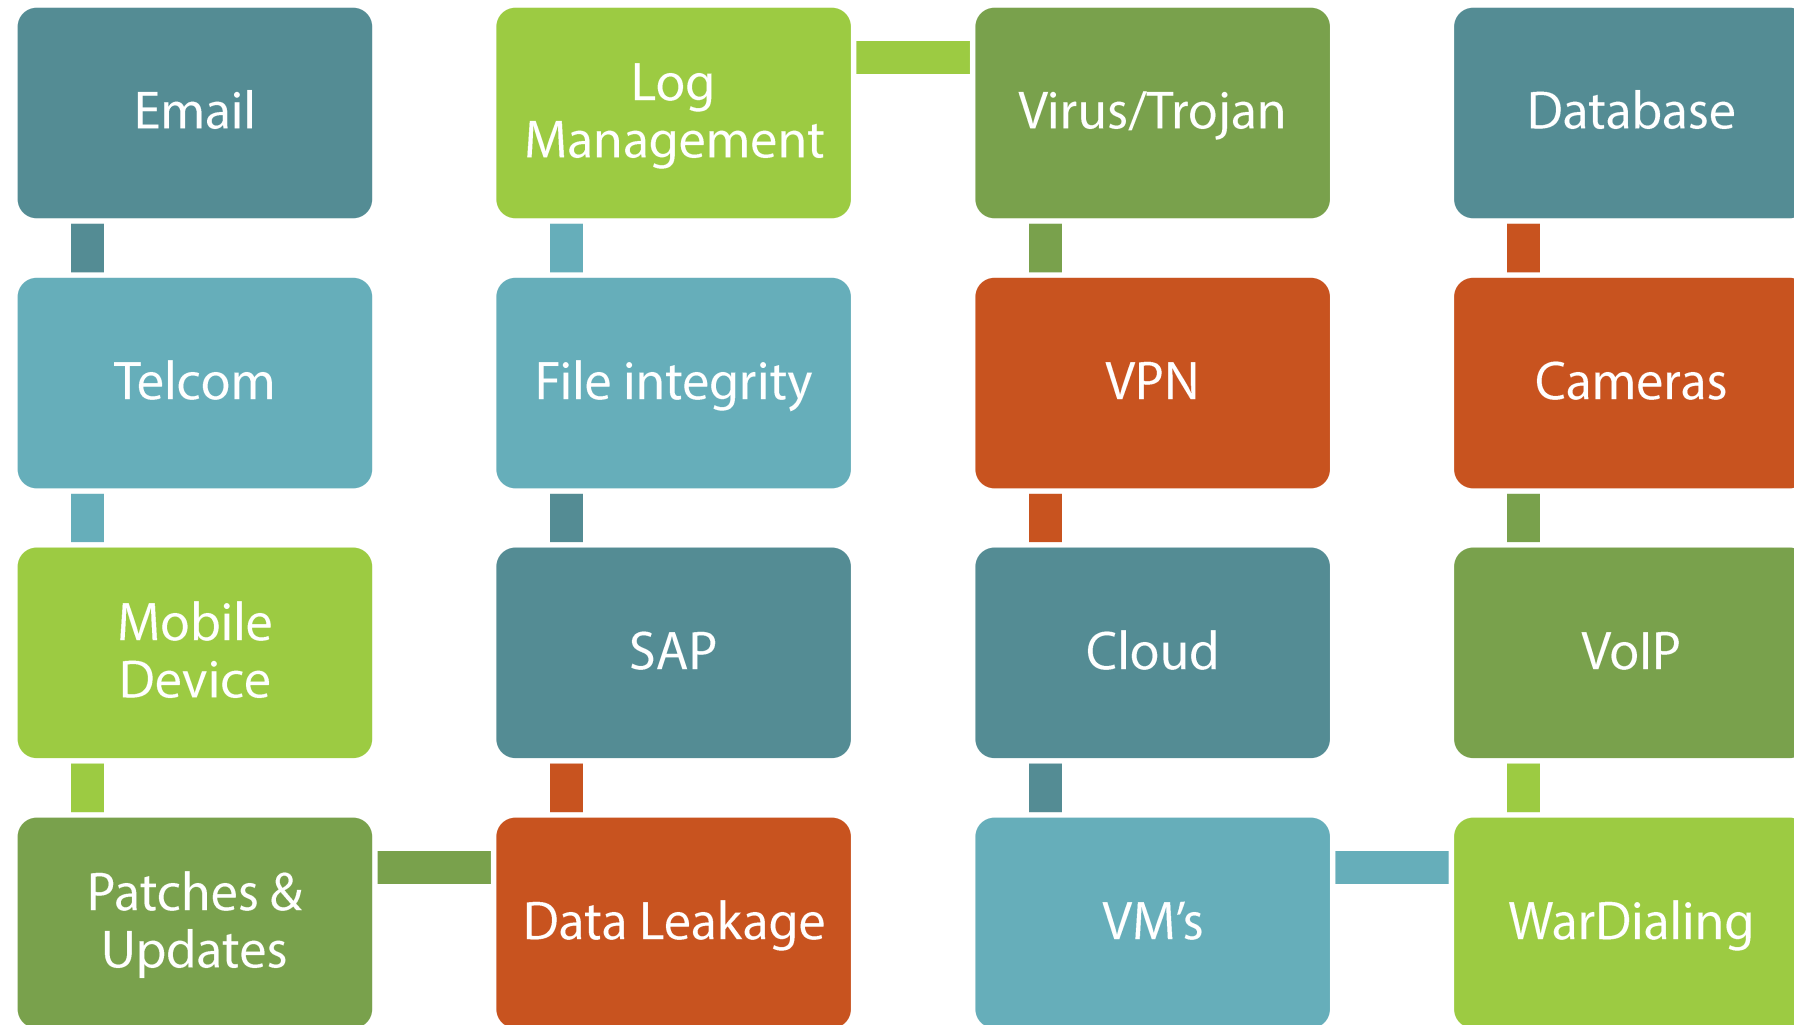 Email
Telcom
Mobile
Device
Patches &
Updates
Data Leakage
SAP
File integrity
Log
Management
Virus/Trojan
VPN
Cloud
VM’s
WarDialing
VoIP
Cameras
Database